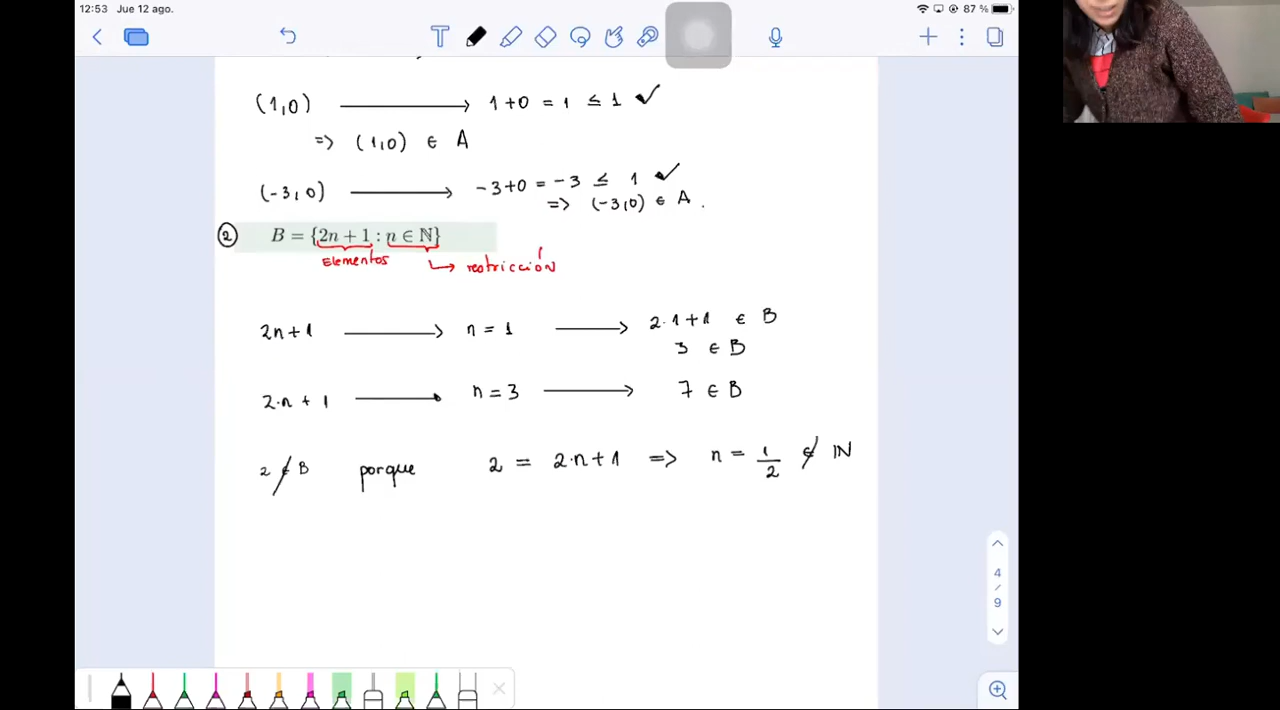 12:53 Jue 12 ago.
87 %
(1,0) ⟶ 1+0 = 1 ≤ 1 ✓
=> (1,0) ∈ A
(-3,0) ⟶ -3+0 = -3 ≤ 1 ✓
=> (-3,0) ∈ A .
② B = {2n + 1 : n ∈ ℕ}
Elementos ↳ restricción
2n+1 ⟶ n = 1 ⟶ 2·1+1 ∈ B
3 ∈ B
2·n + 1 ⟶ n = 3 ⟶ 7 ∈ B
2 ∉ B porque 2 = 2·n+1 => n = 1/2 ∉ ℕ
4
/
9